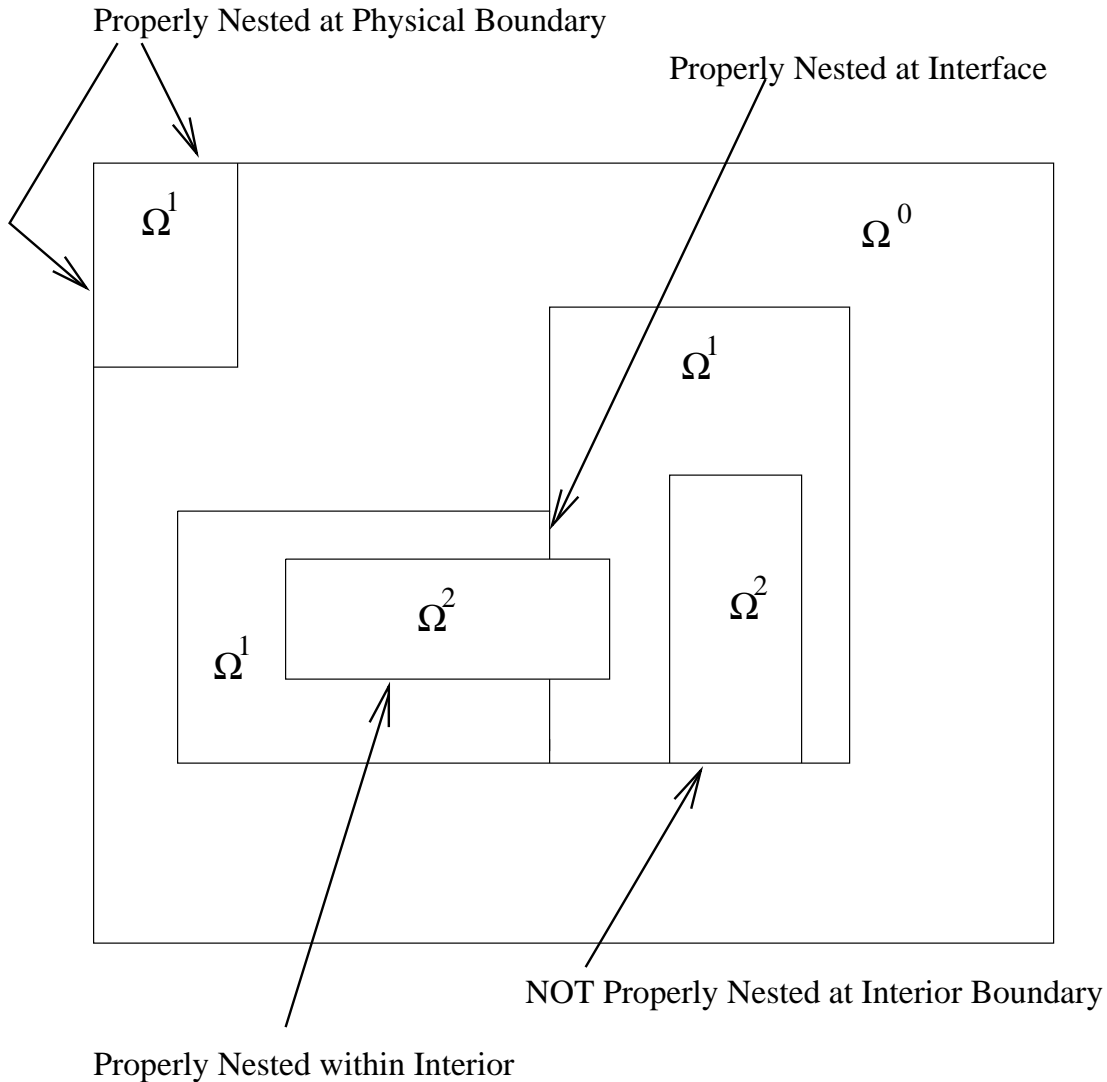 Properly Nested at Physical Boundary
Properly Nested at Interface
Ω¹
Ω⁰
Ω¹
Ω²
Ω²
Ω¹
NOT Properly Nested at Interior Boundary
Properly Nested within Interior